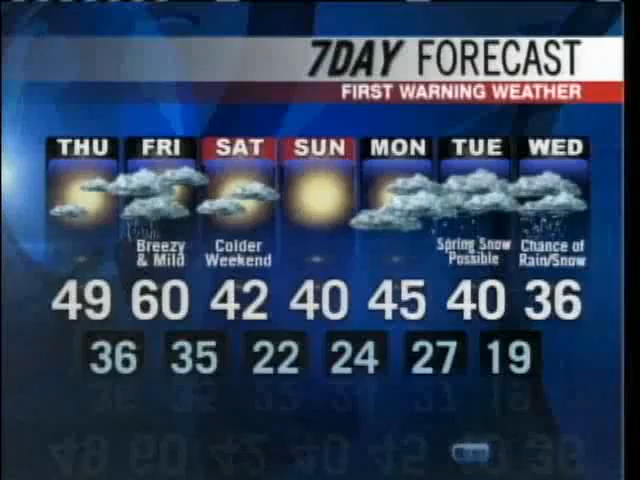 7DAY FORECAST
FIRST WARNING WEATHER
THU FRI SAT SUN MON TUE WED
Breezy & Mild
Colder Weekend
Spring Snow Possible
Chance of Rain/Snow
49 60 42 40 45 40 36
36 35 22 24 27 19